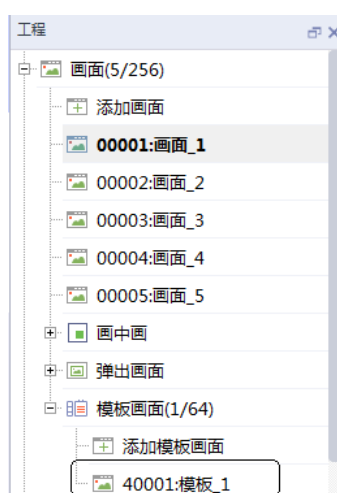 工程
画面(5/256)
添加画面
00001:画面_1
00002:画面_2
00003:画面_3
00004:画面_4
00005:画面_5
画中画
弹出画面
模板画面(1/64)
添加模板画面
40001:模板_1